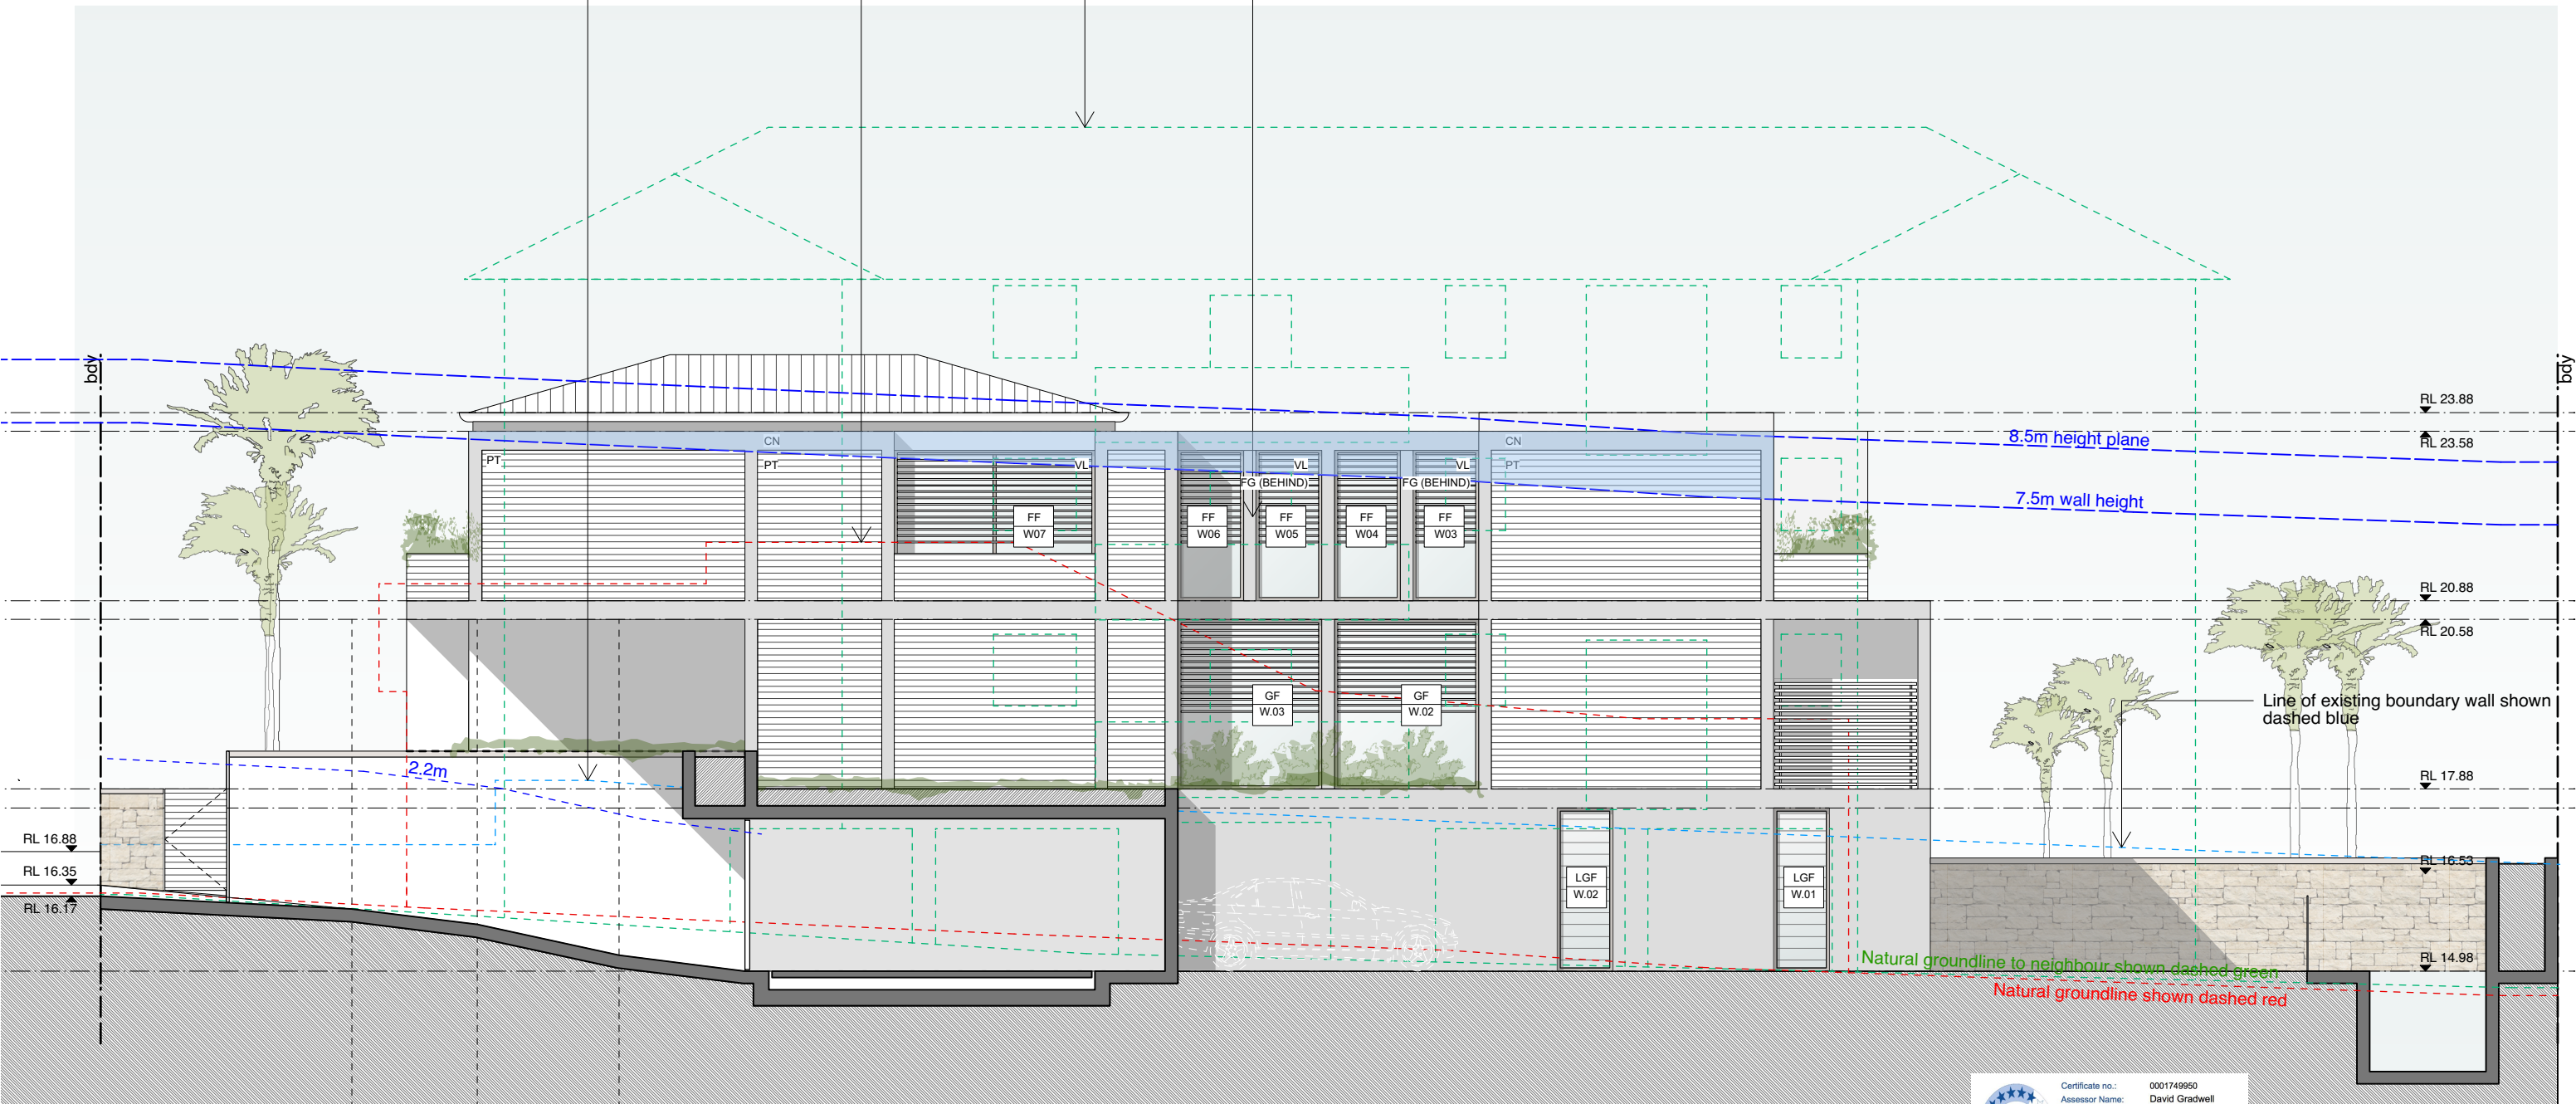 bdy
bdy
RL 23.88
8.5m height plane
RL 23.58
CN
CN
PT
PT
VL
VL
VL
PT
FG (BEHIND)
FG (BEHIND)
7.5m wall height
FF
W07
FF
W06
FF
W05
FF
W04
FF
W03
RL 20.88
RL 20.58
GF
W.03
GF
W.02
Line of existing boundary wall shown
dashed blue
2.2m
RL 17.88
RL 16.88
RL 16.53
RL 16.35
LGF
W.02
LGF
W.01
RL 16.17
Natural groundline to neighbour shown dashed green
RL 14.98
Natural groundline shown dashed red
Certificate no.: 0001749950
Assessor Name: David Gradwell